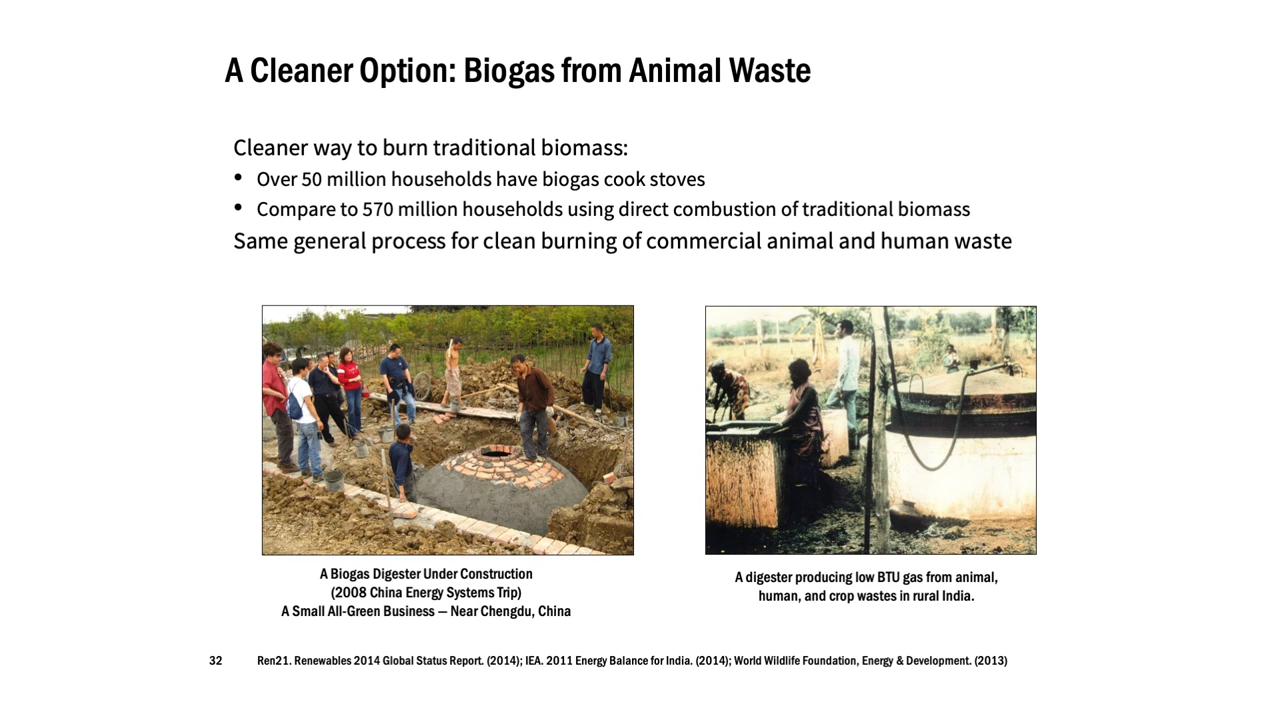 A Cleaner Option: Biogas from Animal Waste
Cleaner way to burn traditional biomass:
• Over 50 million households have biogas cook stoves
• Compare to 570 million households using direct combustion of traditional biomass
Same general process for clean burning of commercial animal and human waste
A Biogas Digester Under Construction
(2008 China Energy Systems Trip)
A Small All-Green Business — Near Chengdu, China
A digester producing low BTU gas from animal,
human, and crop wastes in rural India.
32 Ren21. Renewables 2014 Global Status Report. (2014); IEA. 2011 Energy Balance for India. (2014); World Wildlife Foundation, Energy & Development. (2013)